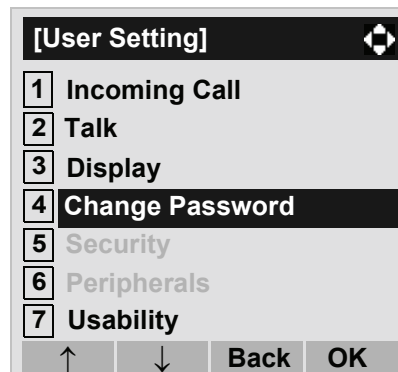 [User Setting]
1 Incoming Call
2 Talk
3 Display
4 Change Password
5 Security
6 Peripherals
7 Usability
↑ ↓ Back OK